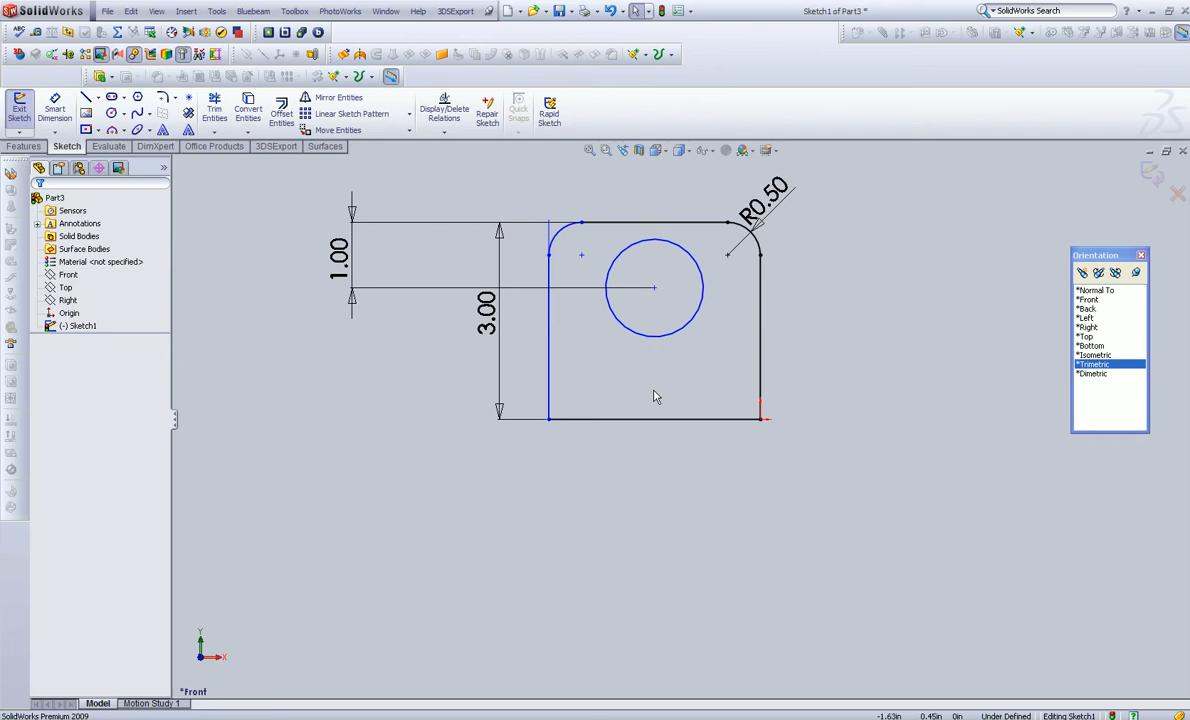 SolidWorks File Edit View Insert Tools Bluebeam Toolbox PhotoWorks Window Help 3DSExport Sketch1 of Part3 * SolidWorks Search
Exit Sketch
Smart Dimension
Trim Entities
Convert Entities
Offset Entities
Mirror Entities
Linear Sketch Pattern
Move Entities
Display/Delete Relations
Repair Sketch
Quick Snaps
Rapid Sketch
Features Sketch Evaluate DimXpert Office Products 3DSExport Surfaces
Part3
Sensors
Annotations
Solid Bodies
Surface Bodies
Material <not specified>
Front
Top
Right
Origin
(-) Sketch1
R0.50
1.00
3.00
Orientation
*Normal To
*Front
*Back
*Left
*Right
*Top
*Bottom
*Isometric
*Trimetric
*Dimetric
Y
X
*Front
Model Motion Study 1
SolidWorks Premium 2009 -1.63in 0.45in 0in Under Defined Editing Sketch1